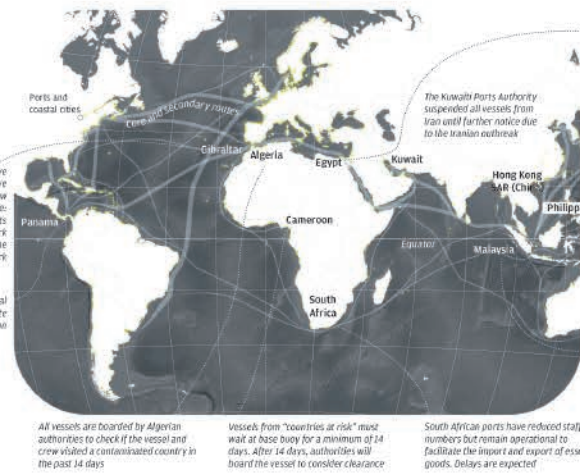 The Kuwaiti Ports Authority
suspended all vessels from
Iran until further notice due
to the Iranian outbreak
Ports and
coastal cities
Core and secondary routes
Gibraltar
Algeria
Egypt
Kuwait
Hong Kong
SAR (Chi
Philipp
Panama
Cameroon
Equator
Malaysia
South
Africa
All vessels are boarded by Algerian
authorities to check if the vessel and
crew visited a contaminated country in
the past 14 days
Vessels from "countries at risk" must
wait at base buoy for a minimum of 14
days. After 14 days, authorities will
board the vessel to consider clearance
South African ports have reduced staff
numbers but remain operational to
facilitate the import and export of ess
goods. Delays are expected